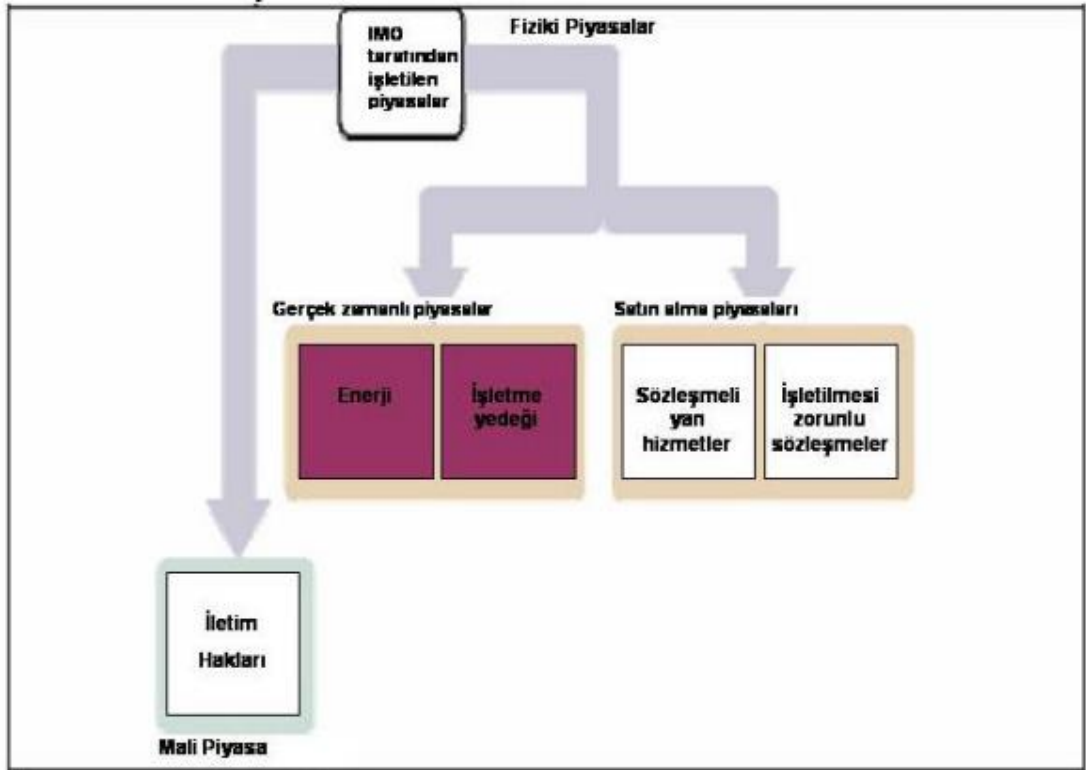 Fiziki Piyasalar
IMO
taratından
işletilen
piyasalar
Gerçek zamanlı piyasalar
Enerji
İşletme
yedeği
Satın alma piyasaları
Sözleşmeli
yan
hizmetler
İşletilmesi
zorunlu
sözleşmeler
İletim
Hakları
Mali Piyasa